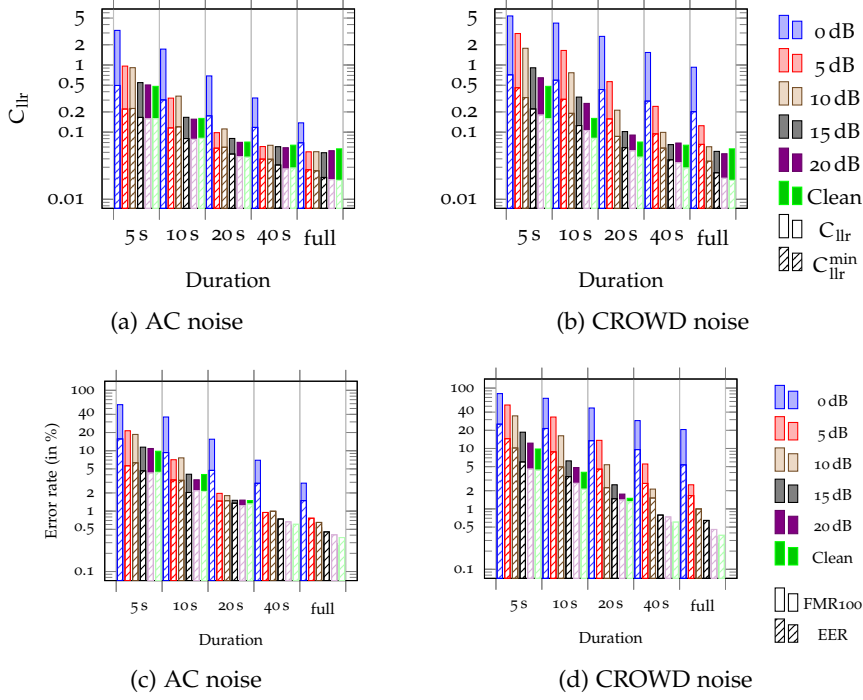 5
1
0.5
0.2
0.1
0.01
C_llr
5 s 10 s 20 s 40 s full
Duration
(a) AC noise
5
1
0.5
0.2
0.1
0.01
5 s 10 s 20 s 40 s full
Duration
(b) CROWD noise
0 dB
5 dB
10 dB
15 dB
20 dB
Clean
C_llr
C_llr^min
100
40
20
10
5
2
1
0.5
0.1
Error rate (in %)
5 s 10 s 20 s 40 s full
Duration
(c) AC noise
100
40
20
10
5
2
1
0.5
0.1
5 s 10 s 20 s 40 s full
Duration
(d) CROWD noise
0 dB
5 dB
10 dB
15 dB
20 dB
Clean
FMR100
EER